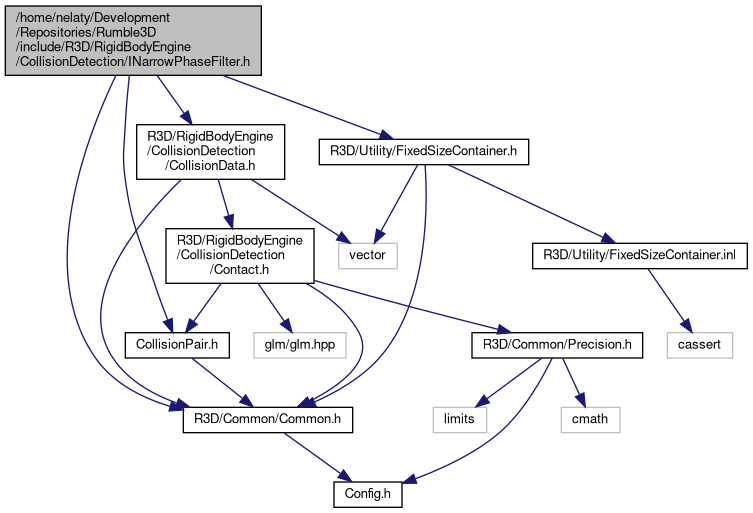 /home/nelaty/Development
/Repositories/Rumble3D
/include/R3D/RigidBodyEngine
/CollisionDetection/INarrowPhaseFilter.h
R3D/RigidBodyEngine
/CollisionDetection
/CollisionData.h
R3D/Utility/FixedSizeContainer.h
R3D/RigidBodyEngine
/CollisionDetection
/Contact.h
vector
R3D/Utility/FixedSizeContainer.inl
CollisionPair.h
glm/glm.hpp
R3D/Common/Precision.h
cassert
R3D/Common/Common.h
limits
cmath
Config.h